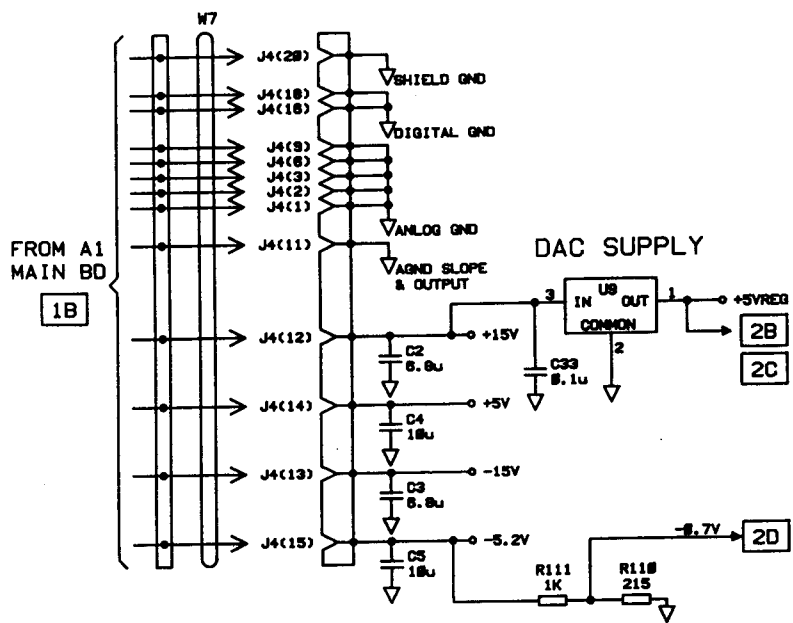 W7
J4(20)
SHIELD GND
J4(18)
J4(16)
DIGITAL GND
J4(9)
J4(6)
J4(3)
J4(2)
J4(1)
ANLOG GND
FROM A1
MAIN BD
1B
J4(11)
AGND SLOPE
& OUTPUT
DAC SUPPLY
U9
3
IN
OUT
1
COMMON
2
+5VREG
2B
2C
J4(12)
+15V
C2
6.8u
C33
0.1u
J4(14)
+5V
C4
10u
J4(13)
-15V
C3
6.8u
J4(15)
-5.2V
C5
10u
-0.7V
2D
R111
1K
R110
215